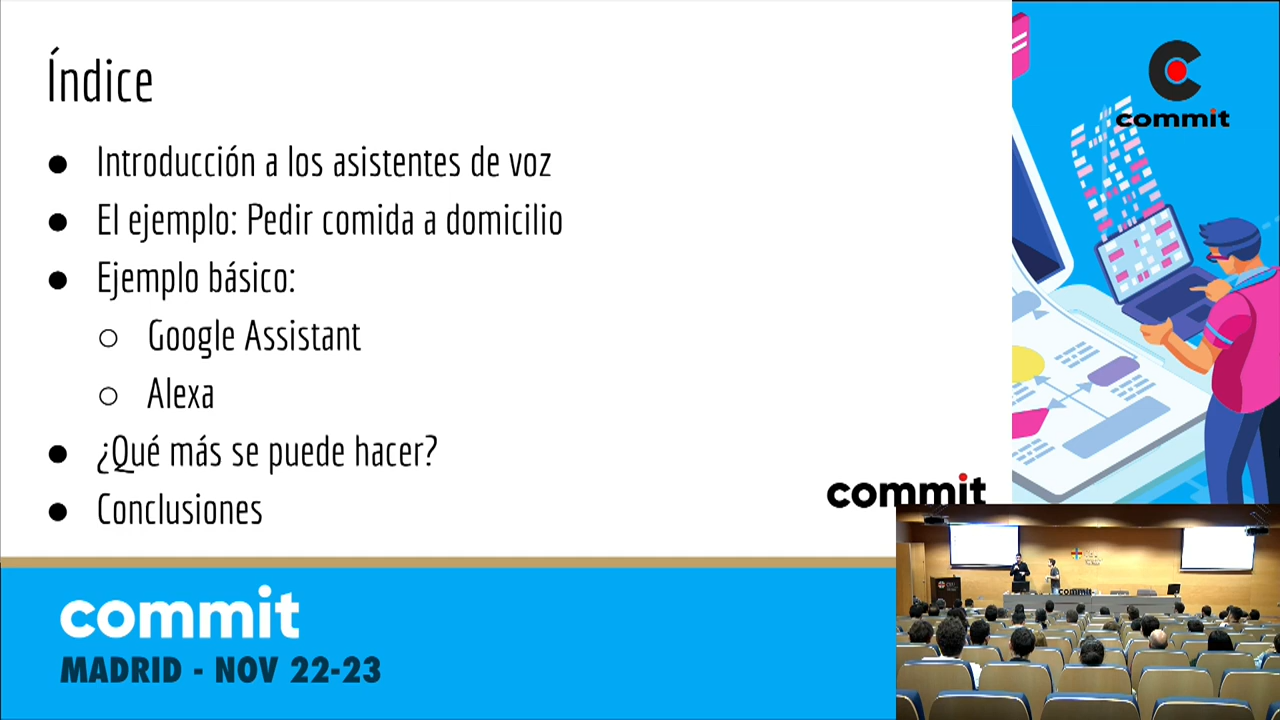 Índice
● Introducción a los asistentes de voz
● El ejemplo: Pedir comida a domicilio
● Ejemplo básico:
○ Google Assistant
○ Alexa
● ¿Qué más se puede hacer?
● Conclusiones
commit
commit
commit
MADRID - NOV 22-23
commit